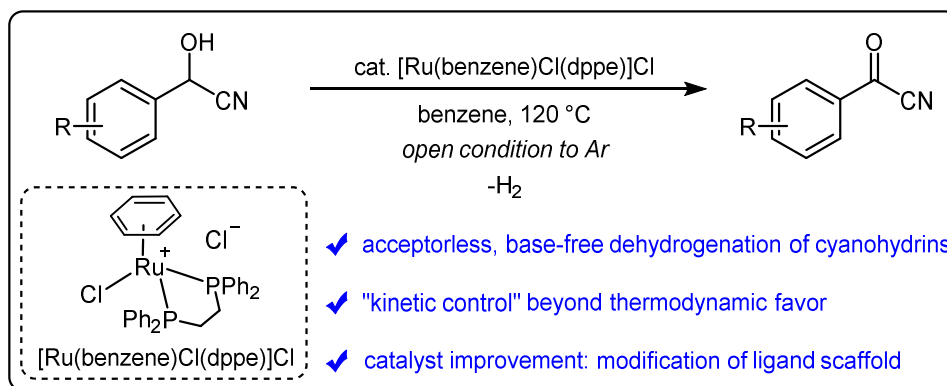 OH
CN
R
cat. [Ru(benzene)Cl(dppe)]Cl
benzene, 120 °C
open condition to Ar
-H₂
O
CN
R
Cl⁻
Ru⁺
Cl
PPh₂
Ph₂P
[Ru(benzene)Cl(dppe)]Cl
✓ acceptorless, base-free dehydrogenation of cyanohydrins
✓ "kinetic control" beyond thermodynamic favor
✓ catalyst improvement: modification of ligand scaffold